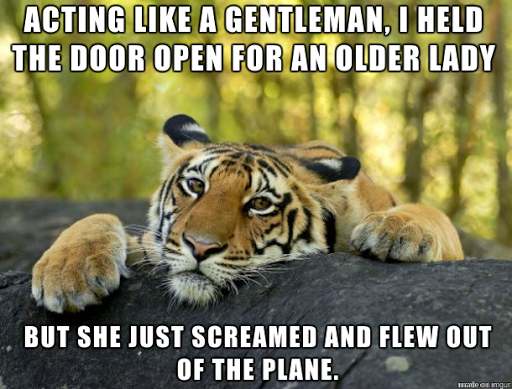 ACTING LIKE A GENTLEMAN, I HELD
THE DOOR OPEN FOR AN OLDER LADY
BUT SHE JUST SCREAMED AND FLEW OUT
OF THE PLANE.
made on imgur